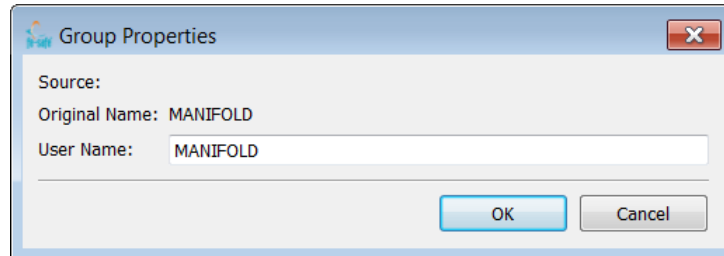 Group Properties
Source:
Original Name: MANIFOLD
User Name: MANIFOLD
OK Cancel